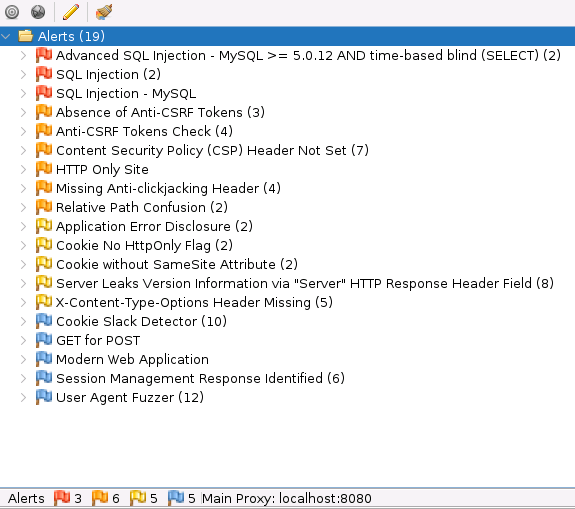 Alerts (19)
Advanced SQL Injection - MySQL >= 5.0.12 AND time-based blind (SELECT) (2)
SQL Injection (2)
SQL Injection - MySQL
Absence of Anti-CSRF Tokens (3)
Anti-CSRF Tokens Check (4)
Content Security Policy (CSP) Header Not Set (7)
HTTP Only Site
Missing Anti-clickjacking Header (4)
Relative Path Confusion (2)
Application Error Disclosure (2)
Cookie No HttpOnly Flag (2)
Cookie without SameSite Attribute (2)
Server Leaks Version Information via "Server" HTTP Response Header Field (8)
X-Content-Type-Options Header Missing (5)
Cookie Slack Detector (10)
GET for POST
Modern Web Application
Session Management Response Identified (6)
User Agent Fuzzer (12)
Alerts 3 6 5 5 Main Proxy: localhost:8080